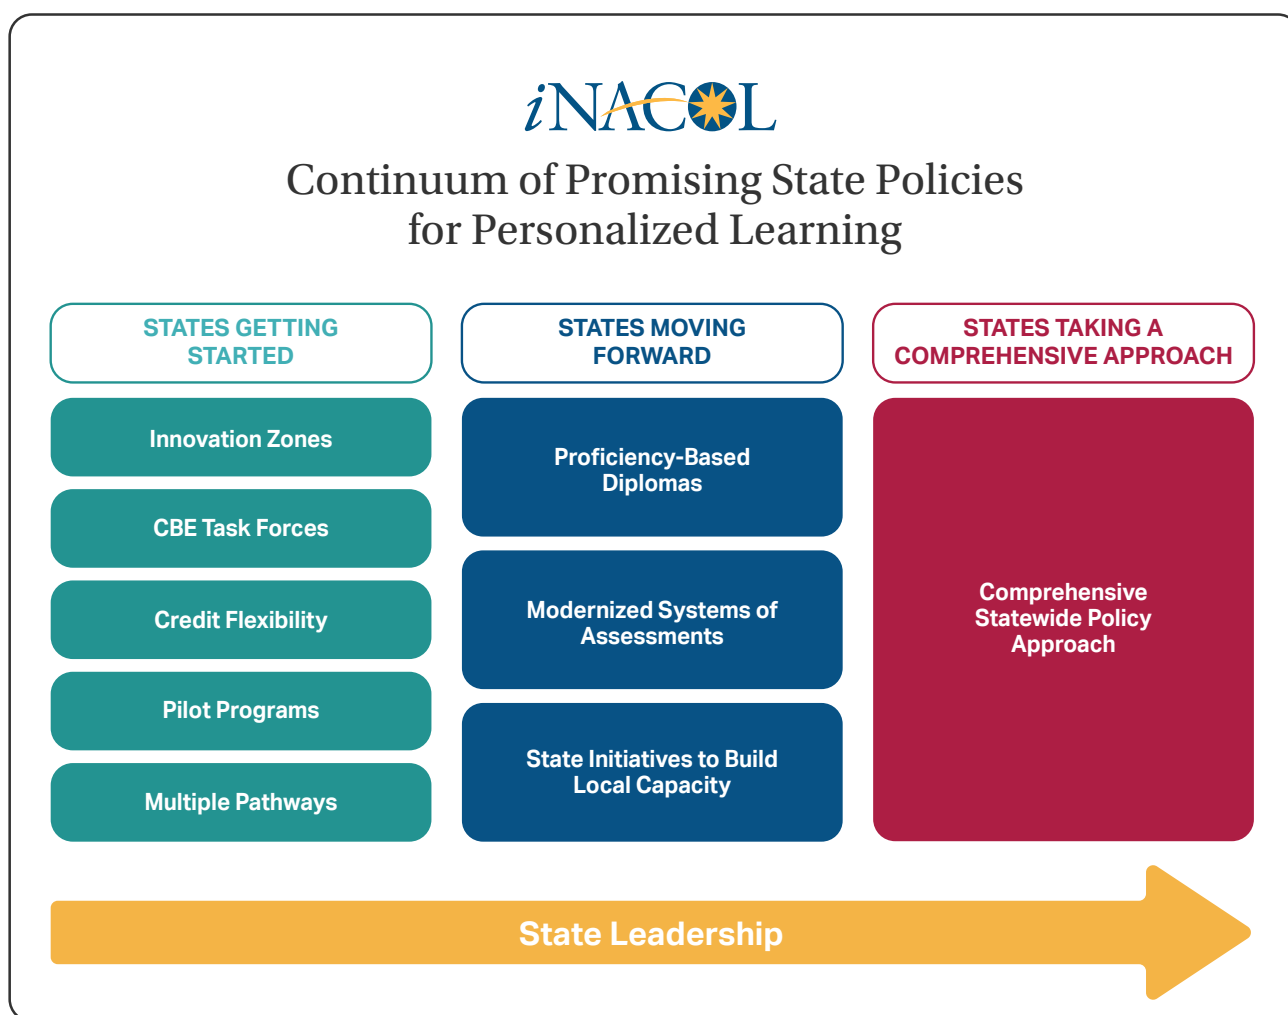 iNACOL
Continuum of Promising State Policies
for Personalized Learning
STATES GETTING
STARTED
Innovation Zones
CBE Task Forces
Credit Flexibility
Pilot Programs
Multiple Pathways
STATES MOVING
FORWARD
Proficiency-Based
Diplomas
Modernized Systems of
Assessments
State Initiatives to Build
Local Capacity
STATES TAKING A
COMPREHENSIVE APPROACH
Comprehensive
Statewide Policy
Approach
State Leadership